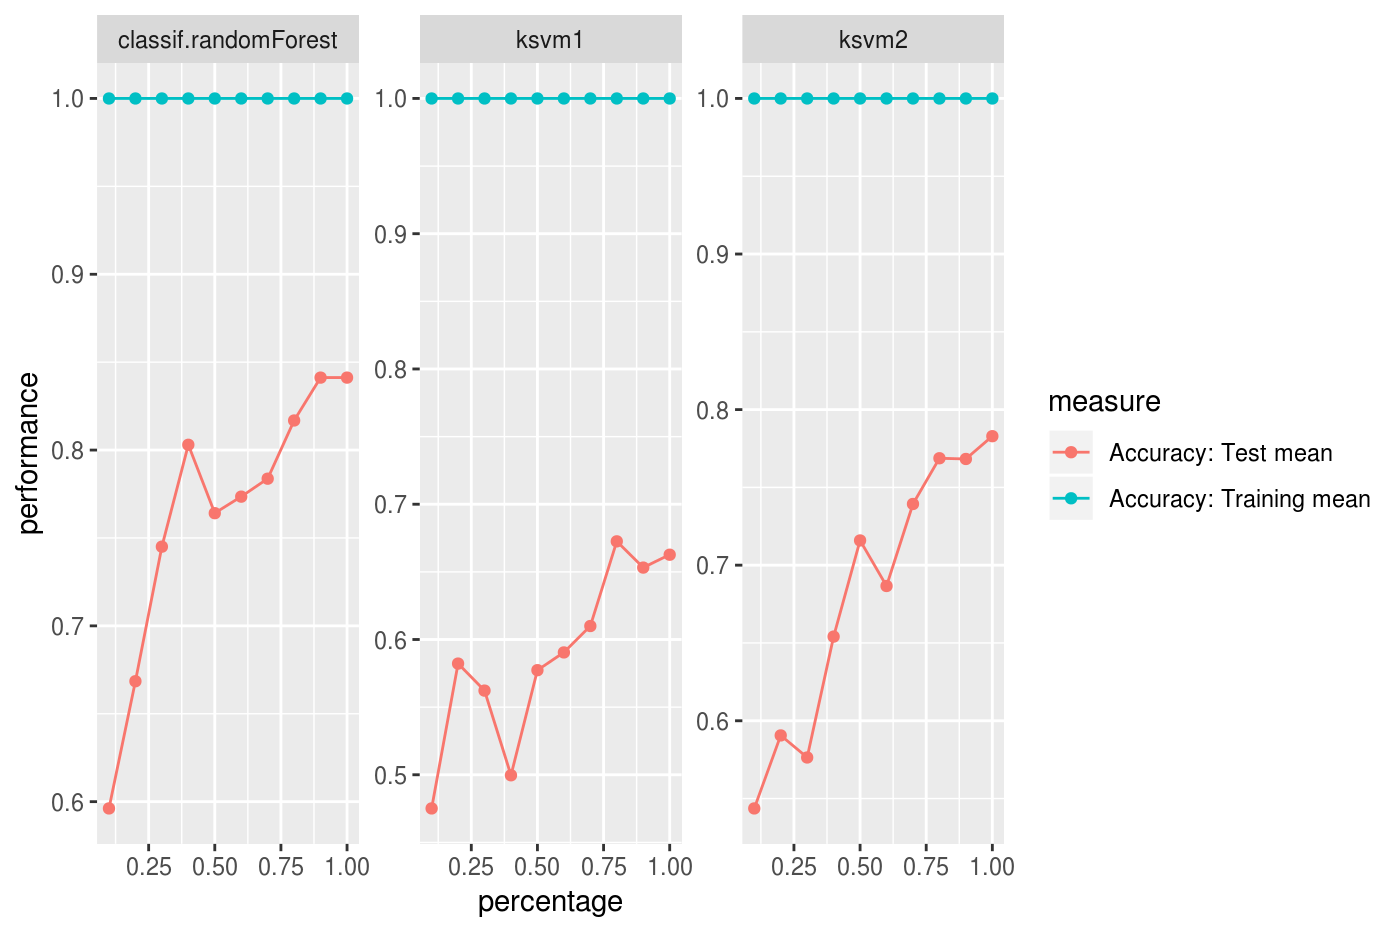 classif.randomForest
ksvm1
ksvm2
performance
1.0
0.9
0.8
0.7
0.6
1.0
0.9
0.8
0.7
0.6
0.5
1.0
0.9
0.8
0.7
0.6
0.25 0.50 0.75 1.00
0.25 0.50 0.75 1.00
0.25 0.50 0.75 1.00
percentage
measure
Accuracy: Test mean
Accuracy: Training mean